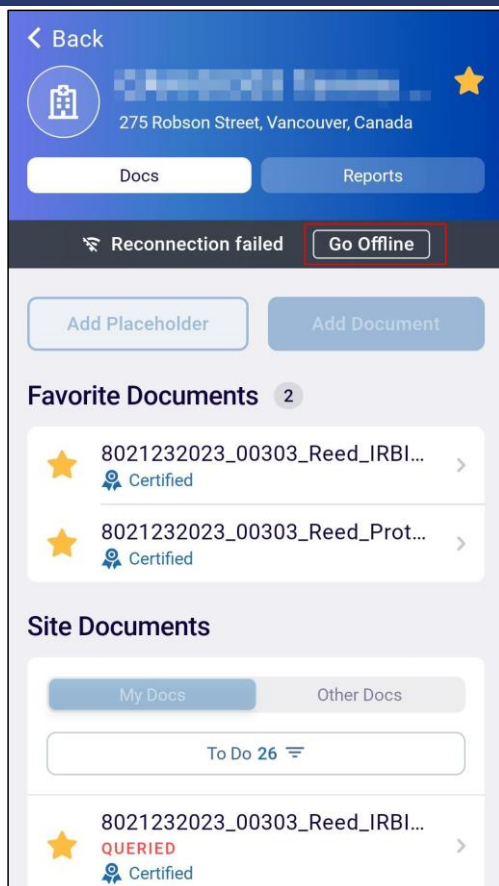 Back
275 Robson Street, Vancouver, Canada
Docs Reports
Reconnection failed Go Offline
Add Placeholder Add Document
Favorite Documents 2
8021232023_00303_Reed_IRBI...
Certified
8021232023_00303_Reed_Prot...
Certified
Site Documents
My Docs Other Docs
To Do 26
8021232023_00303_Reed_IRBI...
QUERIED
Certified